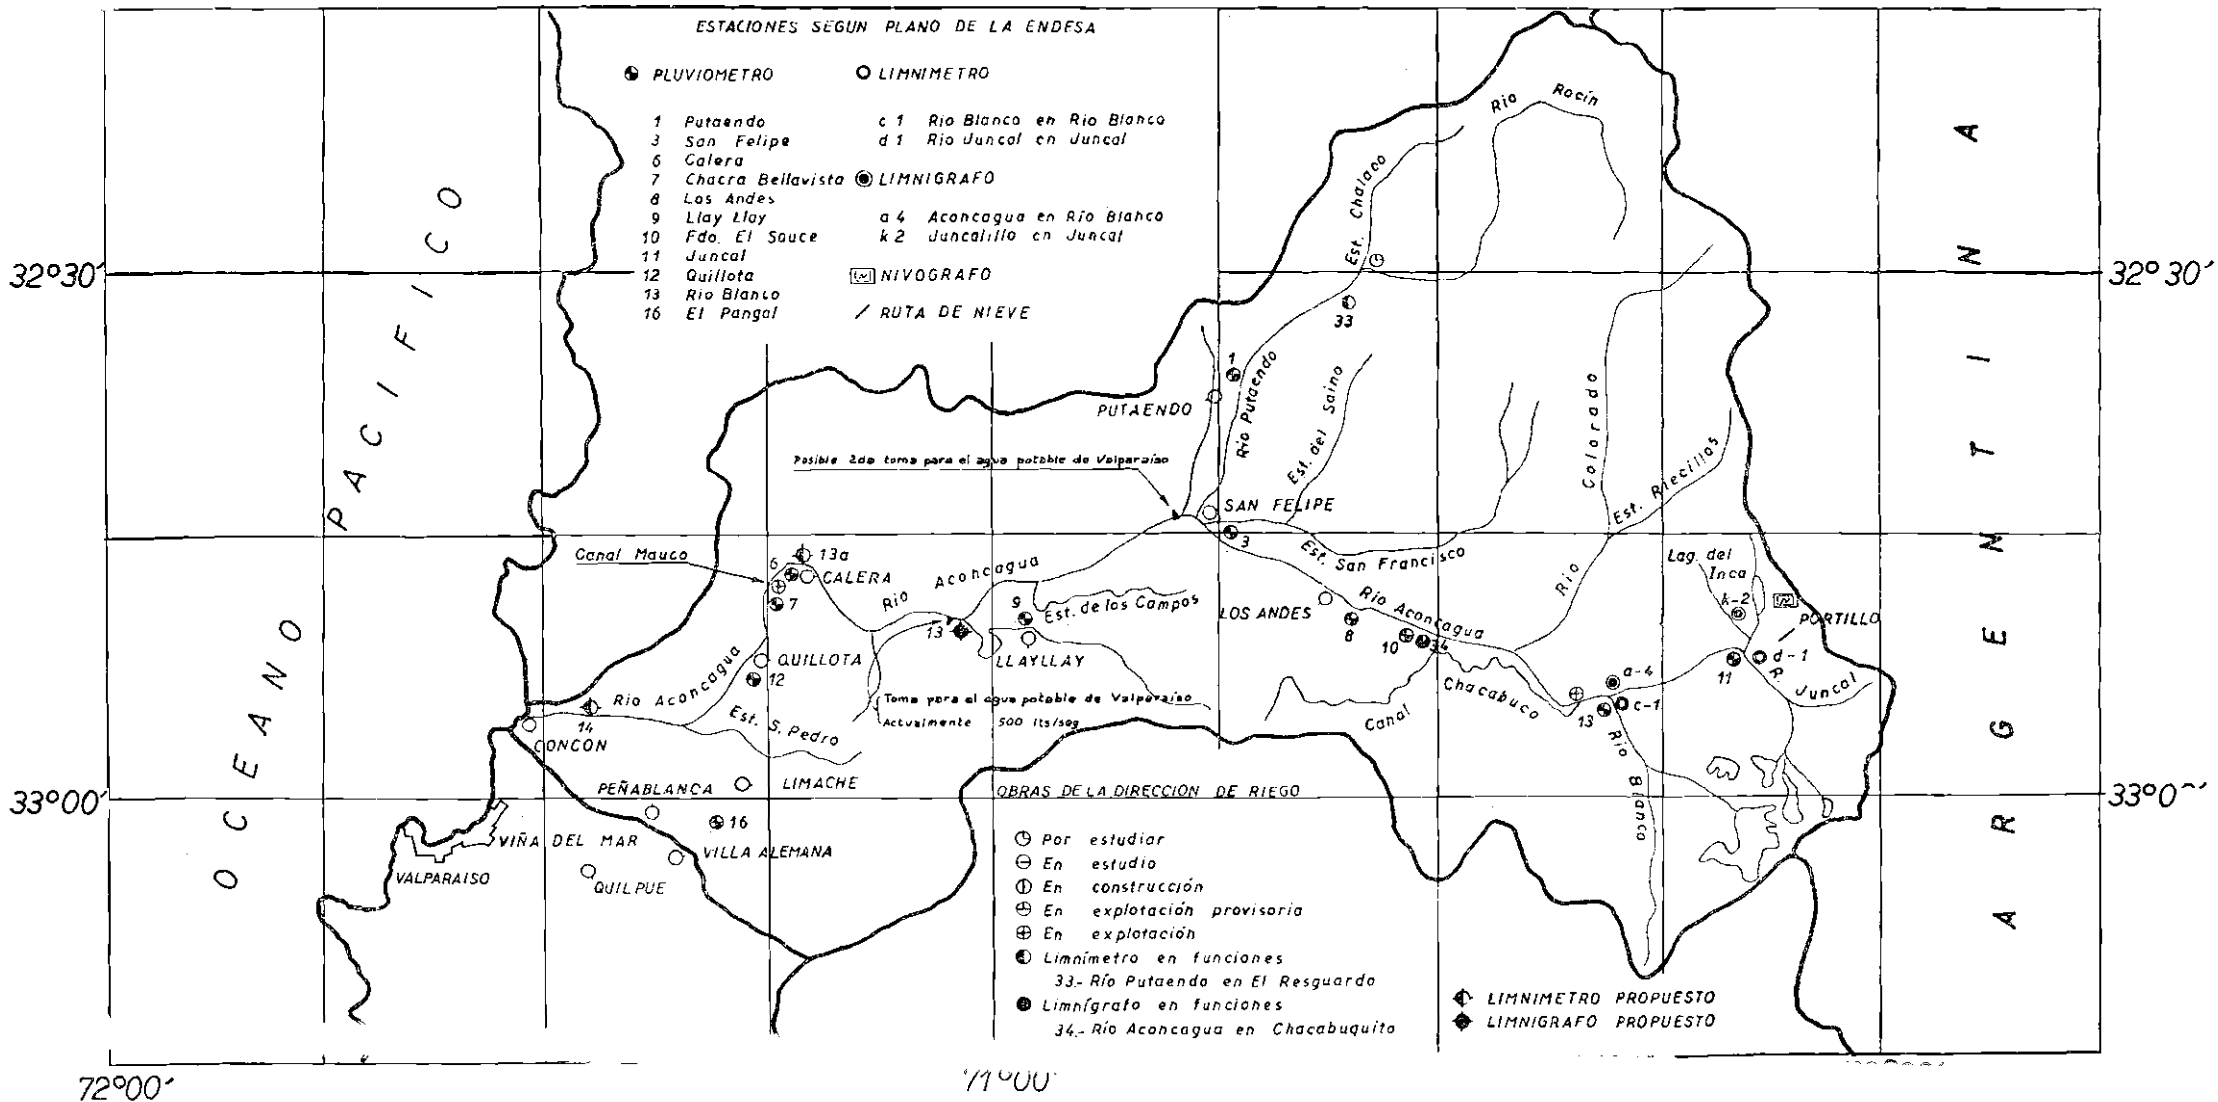 ESTACIONES SEGUN PLANO DE LA ENDESA
PLUVIOMETRO
1 Putaendo
3 San Felipe
6 Calera
7 Chacra Bellavista
8 Los Andes
9 Llay Llay
10 Fdo. El Sauce
11 Juncal
12 Quillota
13 Rio Blanco
16 El Pangal
LIMNIMETRO
c 1 Rio Blanco en Rio Blanco
d 1 Rio Juncal en Juncal
LIMNIGRAFO
a 4 Aconcagua en Río Blanco
k 2 Juncalillo en Juncal
NIVOGRAFO
RUTA DE NIEVE
32°30′
32°30′
OCEANO PACIFICO
ARGENTINA
Rio Rocín
Est. Chalaco
33
1
PUTAENDO
Rio Putaendo
Est. del Saino
Colorado
Est. Riecillos
Posible 2da toma para el agua potable de Valparaíso
SAN FELIPE
3
Est. San Francisco
Canal Mauco
6
13a
CALERA
7
Rio Aconcagua
9
Est. de los Campos
13
LLAYLLAY
LOS ANDES
8
Rio Aconcagua
10
34
Rio
Lag. del Inca
k-2
PORTILLO
d-1
11
R. Juncal
QUILLOTA
12
Rio Aconcagua
14
CONCON
Est. S. Pedro
Toma para el agua potable de Valparaíso
Actualmente 500 lts/seg
Canal Chacabuco
a-4
c-1
13
Rio Blanco
33°00′
33°0
PEÑABLANCA
LIMACHE
16
VIÑA DEL MAR
VILLA ALEMANA
VALPARAISO
QUILPUE
OBRAS DE LA DIRECCION DE RIEGO
Por estudiar
En estudio
En construcción
En explotación provisoria
En explotación
Limnímetro en funciones
33.- Río Putaendo en El Resguardo
Limnígrafo en funciones
34.- Río Aconcagua en Chacabuquito
LIMNIMETRO PROPUESTO
LIMNIGRAFO PROPUESTO
72°00′
71°00′